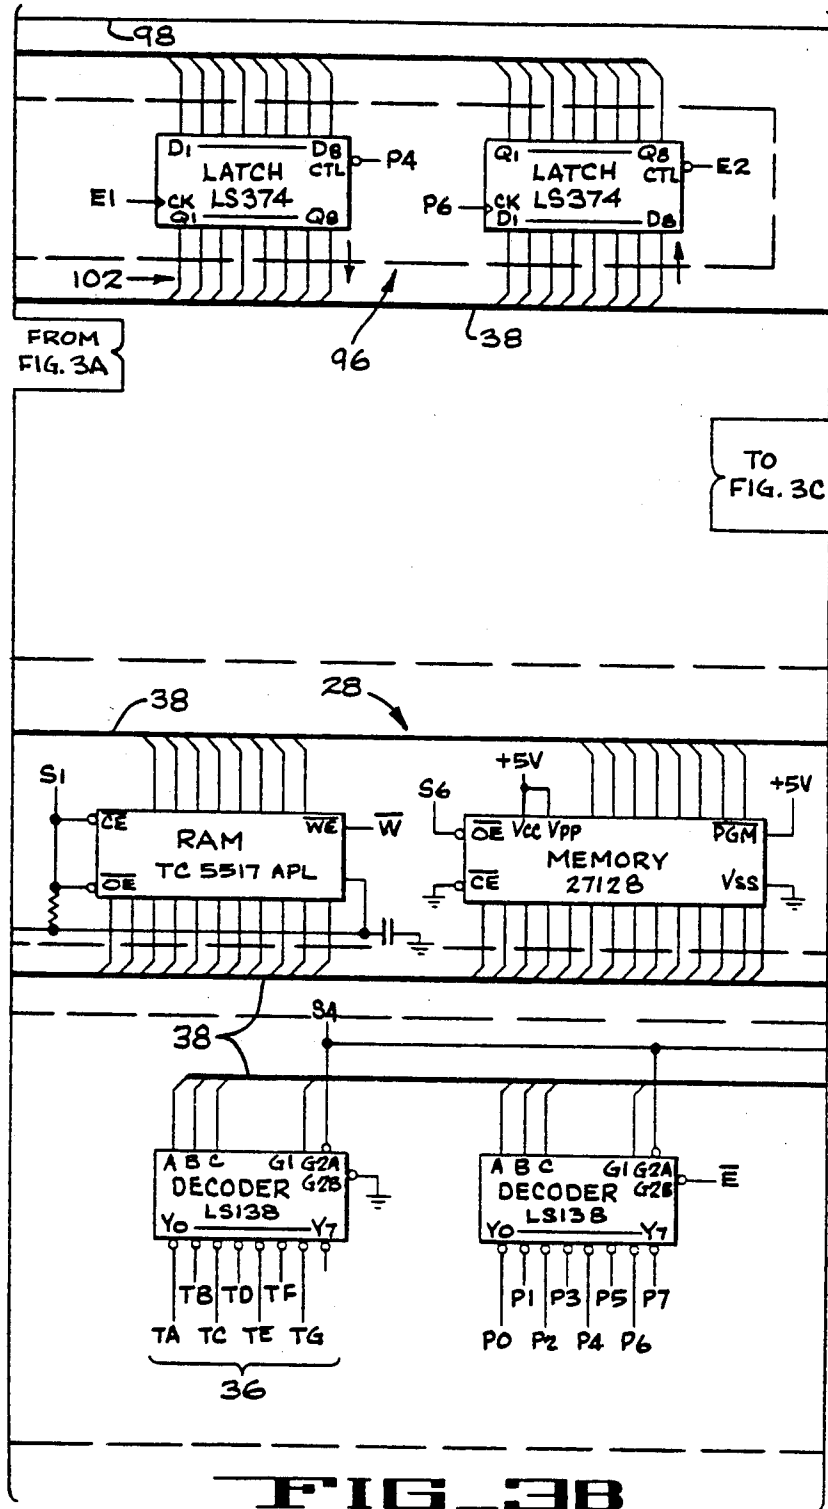 98
D1 D8
LATCH CTL P4
LS374
E1 CK
Q1 Q8
Q1 Q8
LATCH CTL E2
LS374
P6 CK
D1 D8
102
96
38
FROM
FIG. 3A
TO
FIG. 3C
38
28
S1
CE WE W
RAM
TC 5517 APL
OE
+5V
S6
+5V
OE Vcc Vpp PGM
MEMORY
CE 27128 Vss
38
S4
A B C G1 G2A
DECODER G2B
LS138
Y0 Y7
TB TD TF
TA TC TE TG
36
A B C G1 G2A
DECODER G2B E
LS138
Y0 Y7
P1 P3 P5 P7
P0 P2 P4 P6
FIG_3B